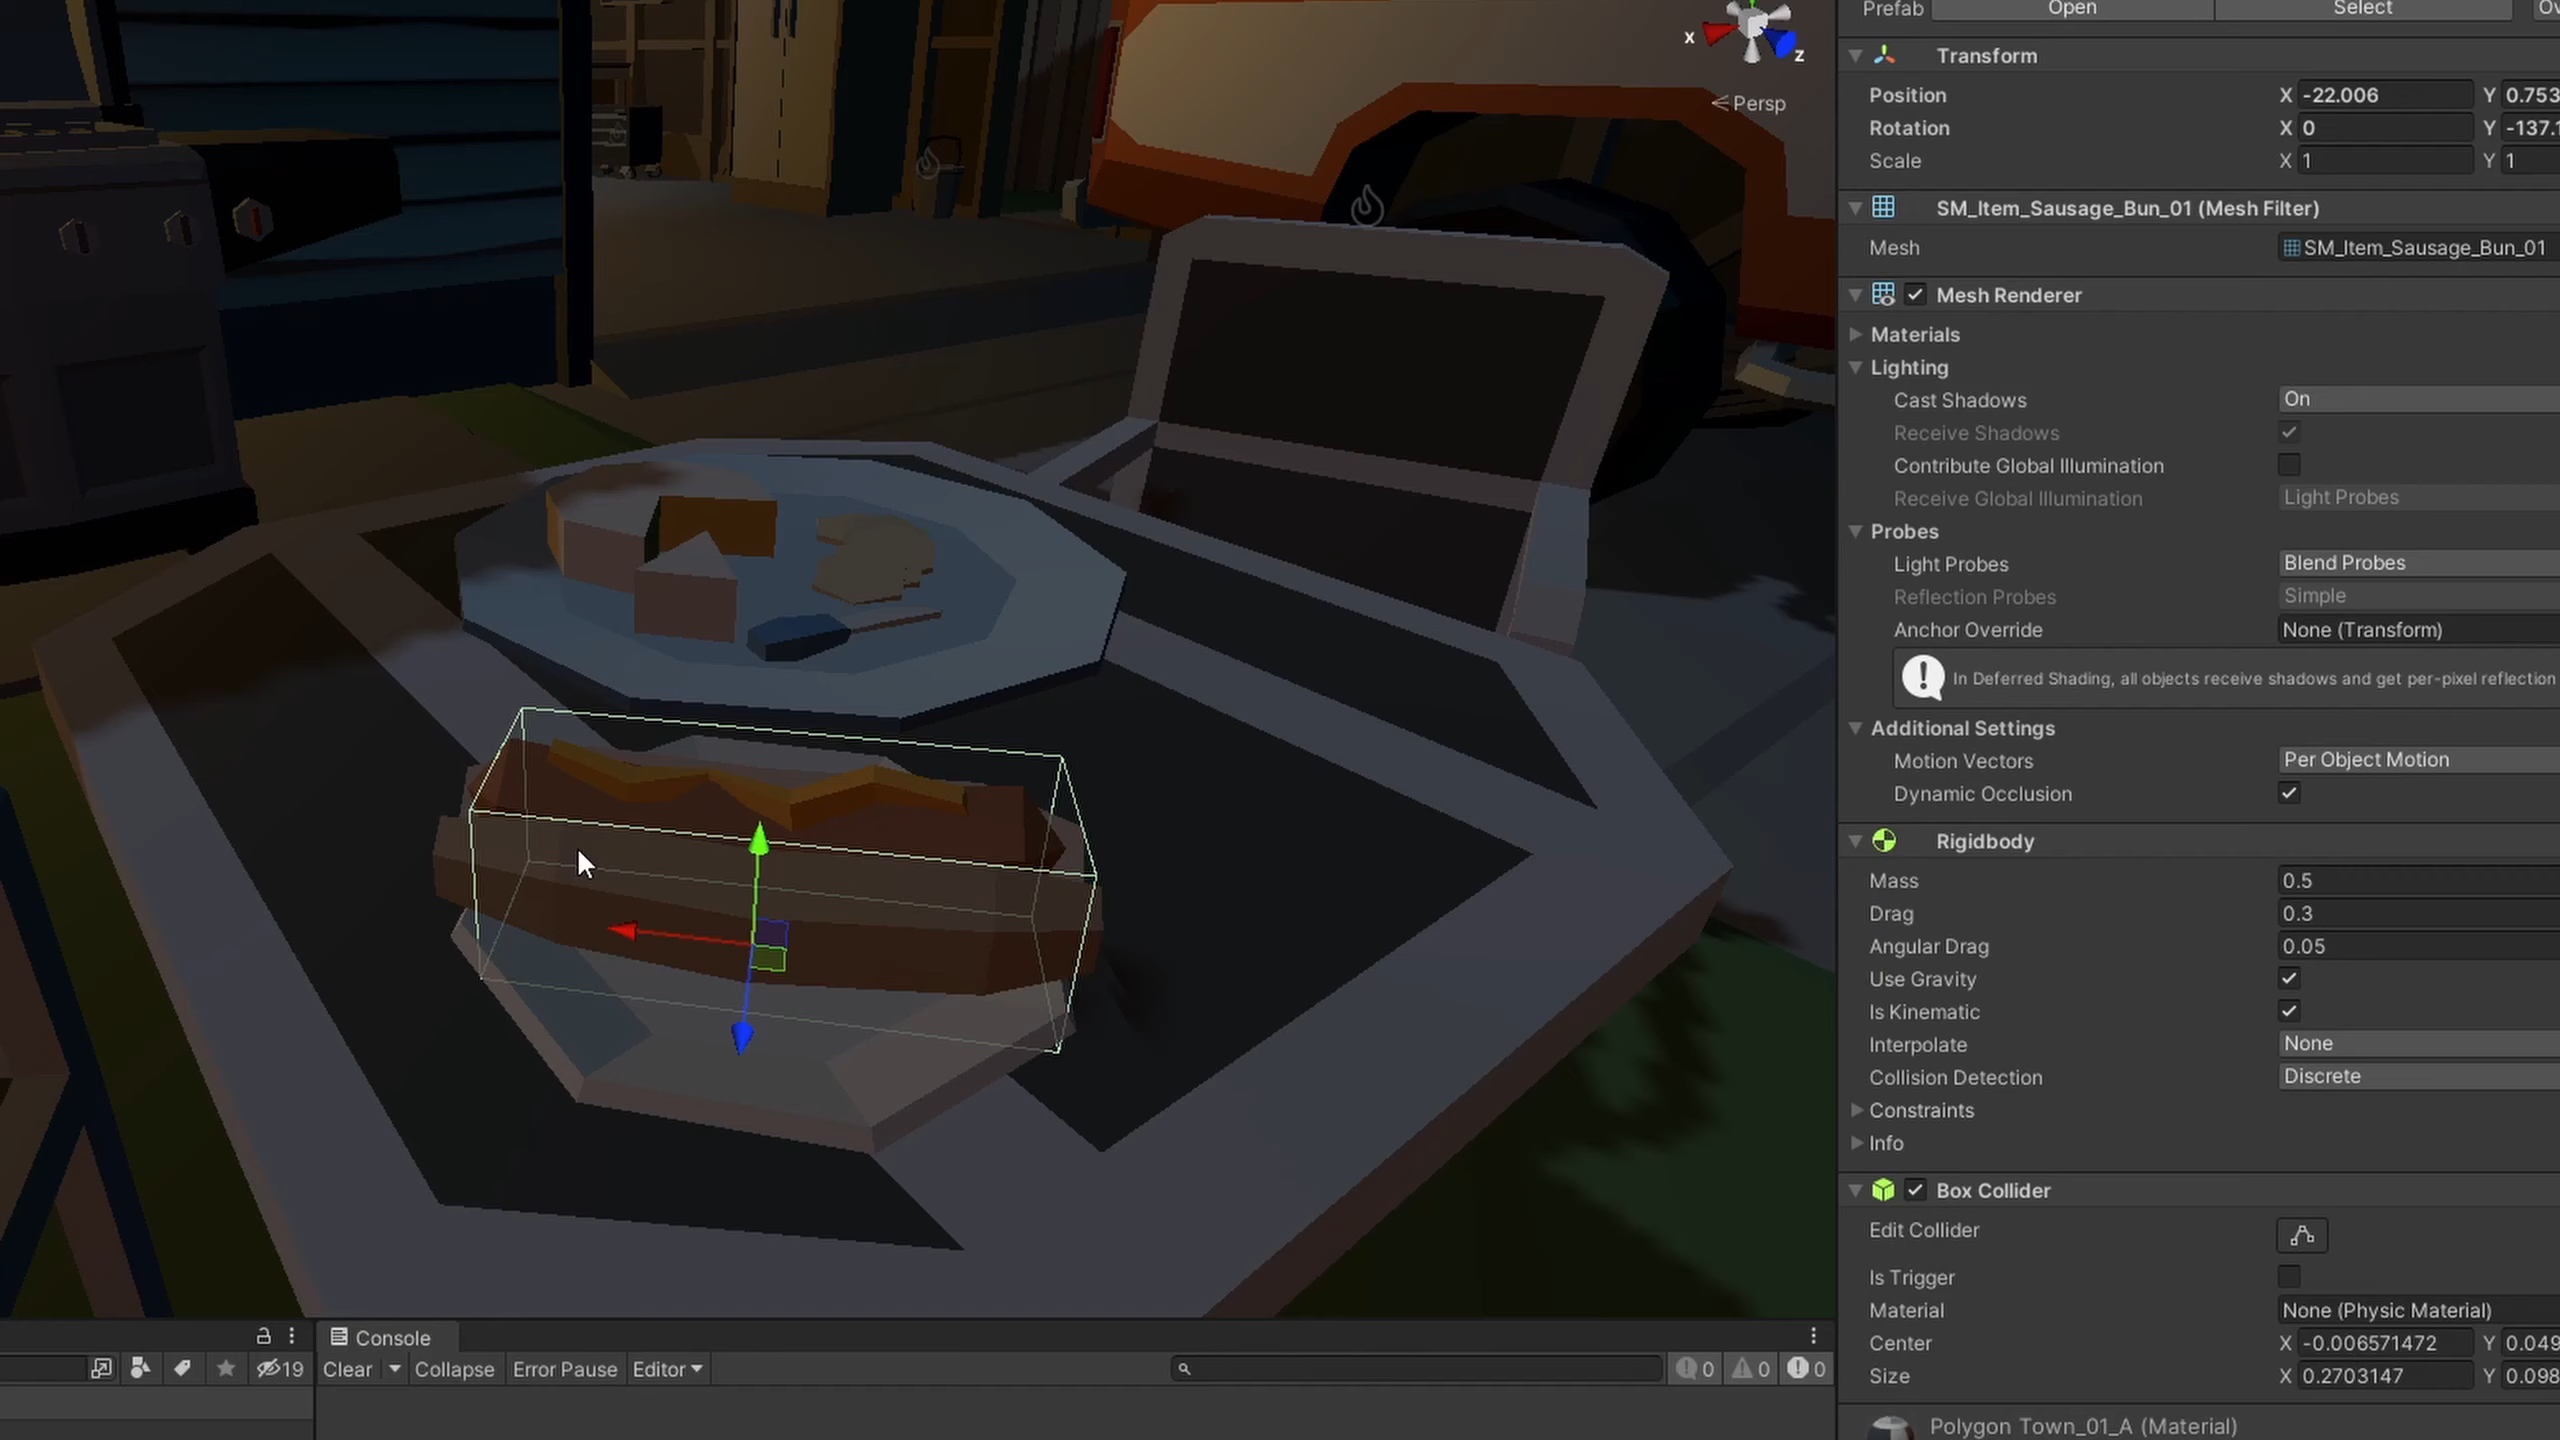 x
z
Persp
Clear
Console
Collapse
Error Pause
Editor
19
0
0
0
Prefab
Open
Select
Ov
Transform
Position X -22.006 Y 0.753
Rotation X 0 Y -137.1
Scale X 1 Y 1
SM_Item_Sausage_Bun_01 (Mesh Filter)
Mesh SM_Item_Sausage_Bun_01
Mesh Renderer
Materials
Lighting
Cast Shadows On
Receive Shadows
Contribute Global Illumination
Receive Global Illumination Light Probes
Probes
Light Probes Blend Probes
Reflection Probes Simple
Anchor Override None (Transform)
In Deferred Shading, all objects receive shadows and get per-pixel reflection
Additional Settings
Motion Vectors Per Object Motion
Dynamic Occlusion
Rigidbody
Mass 0.5
Drag 0.3
Angular Drag 0.05
Use Gravity
Is Kinematic
Interpolate None
Collision Detection Discrete
Constraints
Info
Box Collider
Edit Collider
Is Trigger
Material None (Physic Material)
Center X -0.006571472 Y 0.049
Size X 0.2703147 Y 0.098
Polygon Town_01_A (Material)